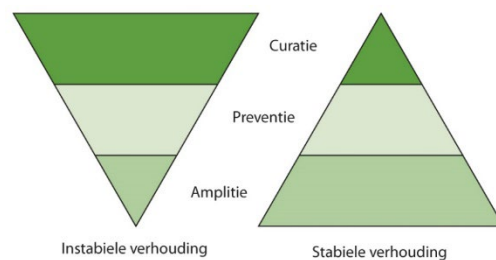 Curatie
Preventie
Amplitie
Instabiele verhouding
Stabiele verhouding